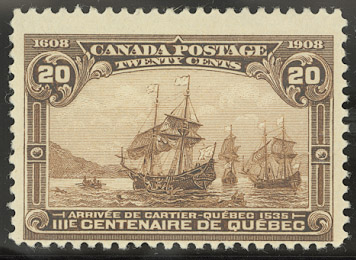 1608 1908
CANADA POSTAGE
TWENTY CENTS
20 20
ARRIVÉE DE CARTIER-QUÉBEC 1535
IIIE CENTENAIRE DE QUÉBEC